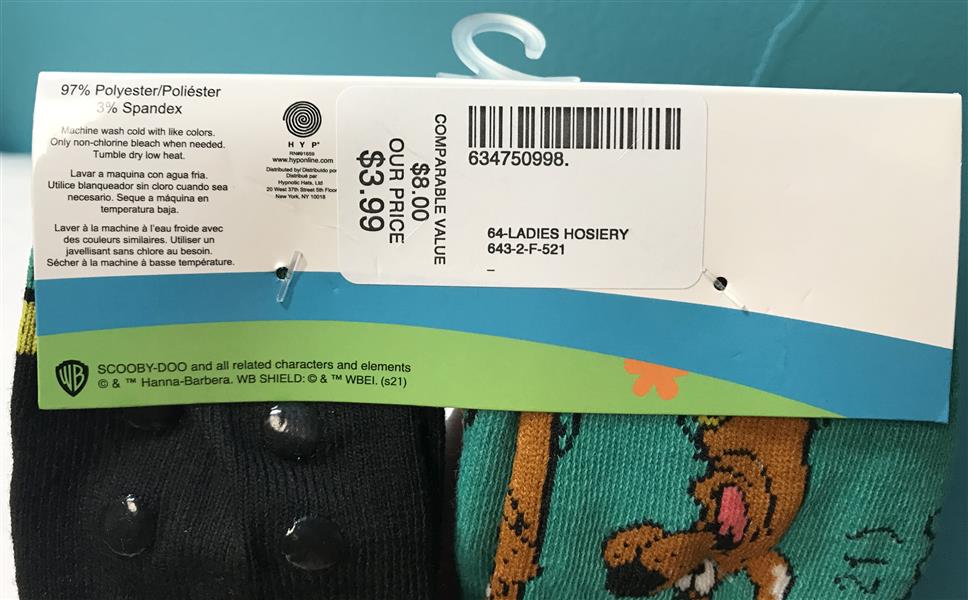 97% Polyester/Poliéster
3% Spandex
Machine wash cold with like colors.
Only non-chlorine bleach when needed.
Tumble dry low heat.
Lavar a maquina con agua fria.
Utilice blanqueador sin cloro cuando sea
necesario. Seque a máquina en
temperatura baja.
Laver à la machine à l'eau froide avec
des couleurs similaires. Utiliser un
javellisant sans chlore au besoin.
Sécher à la machine à basse température.
HYP
RN#91659
www.hyponline.com
Distributed by/Distribuido por
Distribué par
Hypnotic Hats, Ltd
20 West 37th Street 5th Floor
New York, NY 10018
COMPARABLE VALUE
$8.00
OUR PRICE
$3.99
634750998.
64-LADIES HOSIERY
643-2-F-521
–
WB
SCOOBY-DOO and all related characters and elements
© & ™ Hanna-Barbera. WB SHIELD: © & ™ WBEI. (s21)